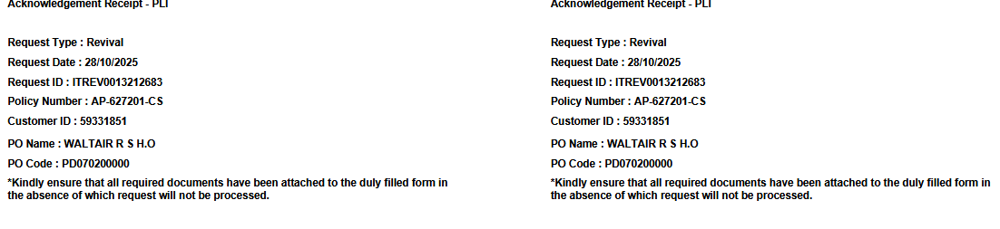 Acknowledgement Receipt - PLI
Request Type : Revival
Request Date : 28/10/2025
Request ID : ITREV0013212683
Policy Number : AP-627201-CS
Customer ID : 59331851
PO Name : WALTAIR R S H.O
PO Code : PD070200000
*Kindly ensure that all required documents have been attached to the duly filled form in
the absence of which request will not be processed.
Acknowledgement Receipt - PLI
Request Type : Revival
Request Date : 28/10/2025
Request ID : ITREV0013212683
Policy Number : AP-627201-CS
Customer ID : 59331851
PO Name : WALTAIR R S H.O
PO Code : PD070200000
*Kindly ensure that all required documents have been attached to the duly filled form in
the absence of which request will not be processed.